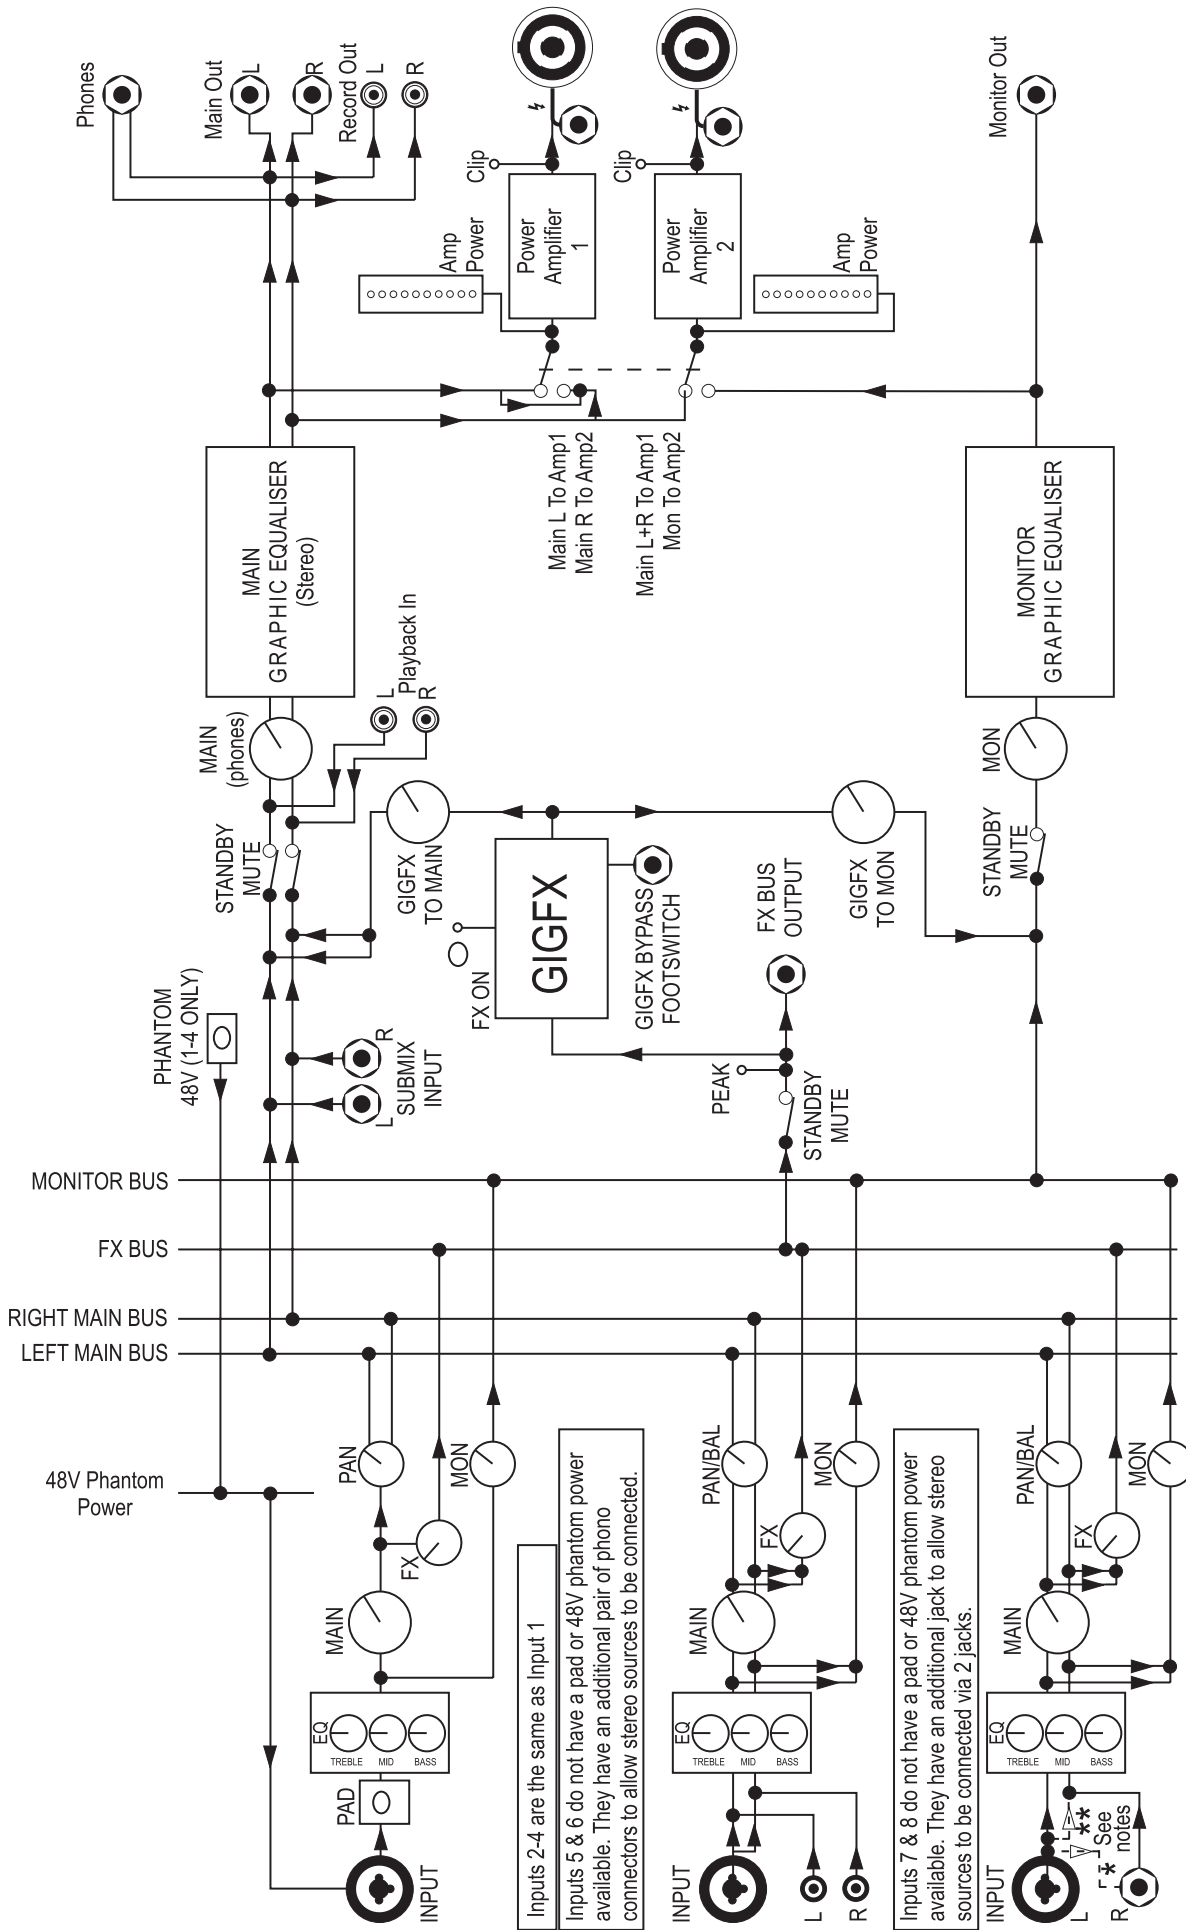 Phones
Main Out
L
R
Record Out
L
R
Clip
Clip
Monitor Out
Power
Amplifier
1
Power
Amplifier
2
Amp
Power
Amp
Power
MAIN
GRAPHIC EQUALISER
(Stereo)
Main L To Amp1
Main R To Amp2
Main L+R To Amp1
Mon To Amp2
MONITOR
GRAPHIC EQUALISER
MAIN
(phones)
L
Playback In
R
MON
STANDBY
MUTE
GIGFX
TO MAIN
GIGFX
FX ON
GIGFX BYPASS
FOOTSWITCH
FX BUS
OUTPUT
GIGFX
TO MON
STANDBY
MUTE
PHANTOM
48V (1-4 ONLY)
R
L
SUBMIX
INPUT
PEAK
STANDBY
MUTE
MONITOR BUS
FX BUS
RIGHT MAIN BUS
LEFT MAIN BUS
48V Phantom
Power
PAN
MON
FX
MAIN
EQ
TREBLE
MID
BASS
PAD
INPUT
Inputs 2-4 are the same as Input 1
Inputs 5 & 6 do not have a pad or 48V phantom power
available. They have an additional pair of phono
connectors to allow stereo sources to be connected.
PAN/BAL
MON
FX
MAIN
EQ
TREBLE
MID
BASS
INPUT
L
R
Inputs 7 & 8 do not have a pad or 48V phantom power
available. They have an additional jack to allow stereo
sources to be connected via 2 jacks.
PAN/BAL
MON
FX
MAIN
EQ
TREBLE
MID
BASS
INPUT
L
R
*
**
See
notes